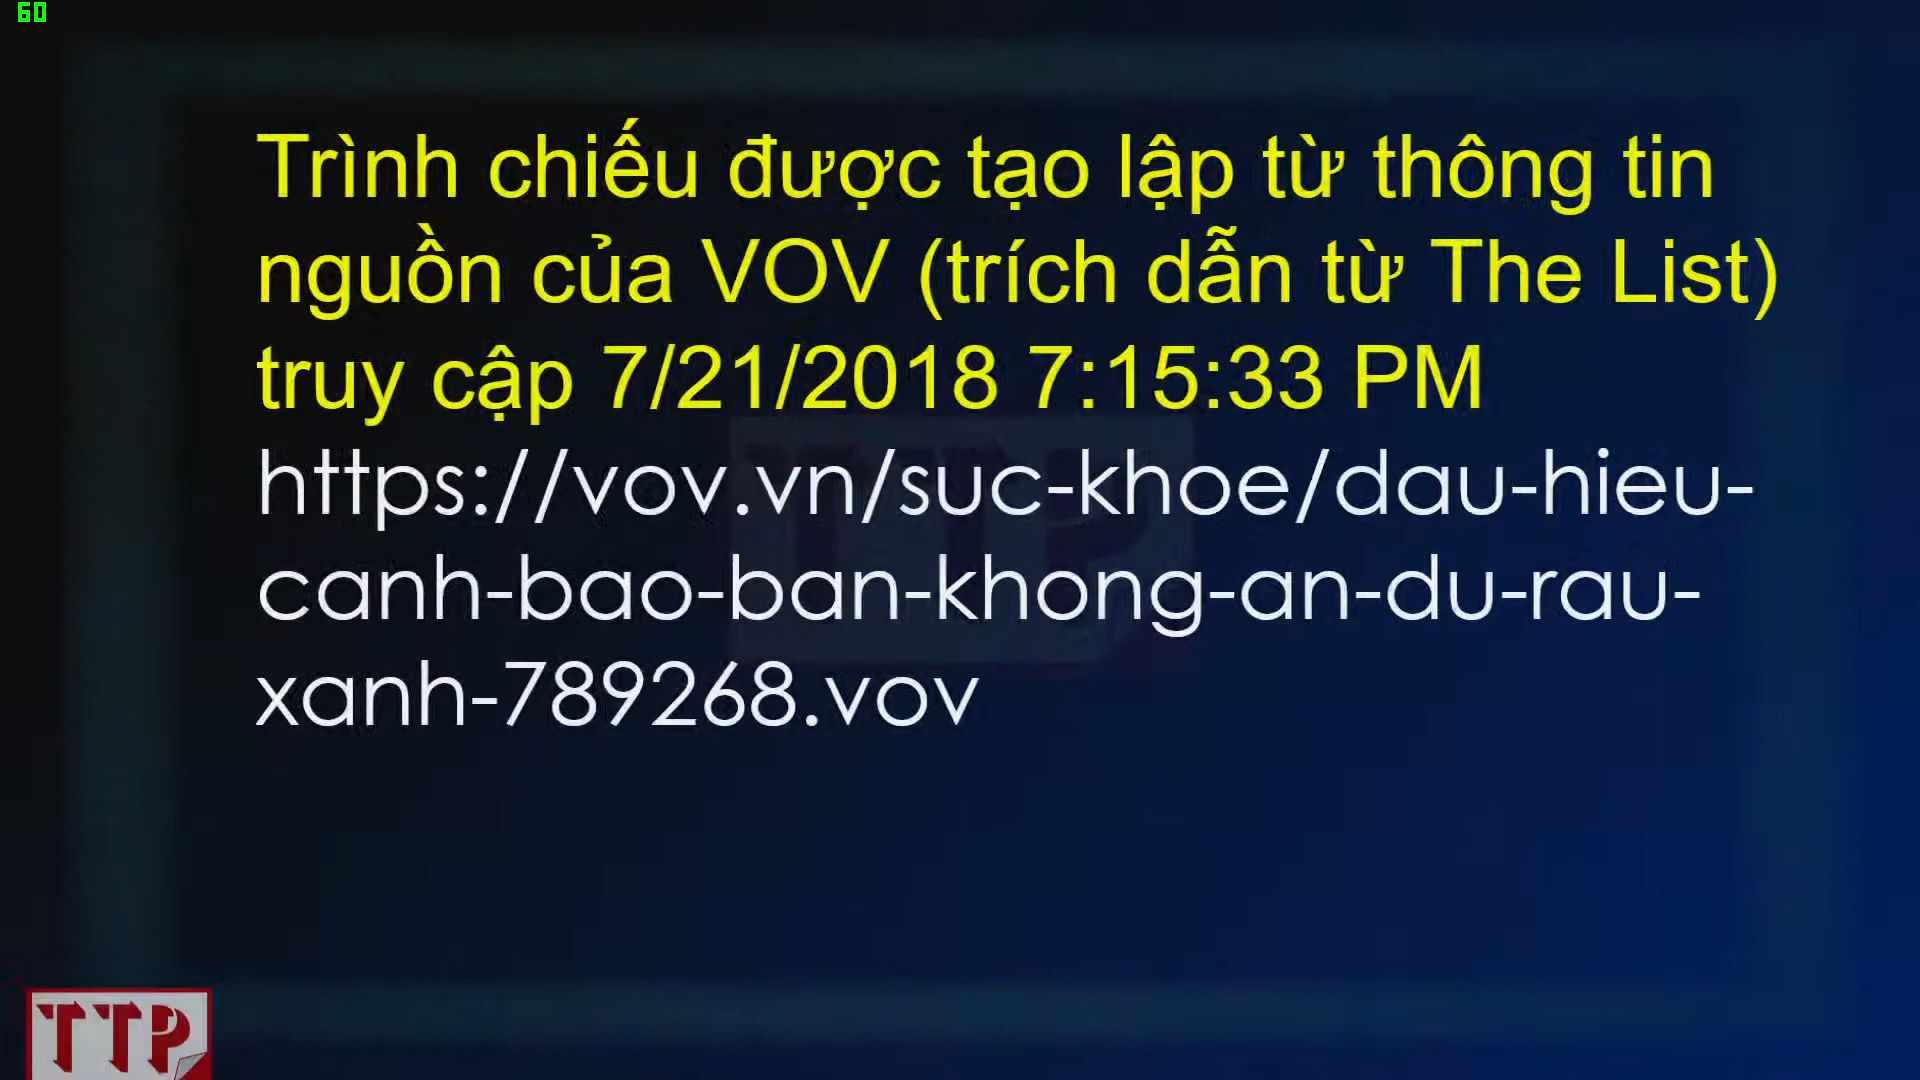 60
Trình chiếu được tạo lập từ thông tin
nguồn của VOV (trích dẫn từ The List)
truy cập 7/21/2018 7:15:33 PM
https://vov.vn/suc-khoe/dau-hieu-
canh-bao-ban-khong-an-du-rau-
xanh-789268.vov
TTP
TTP